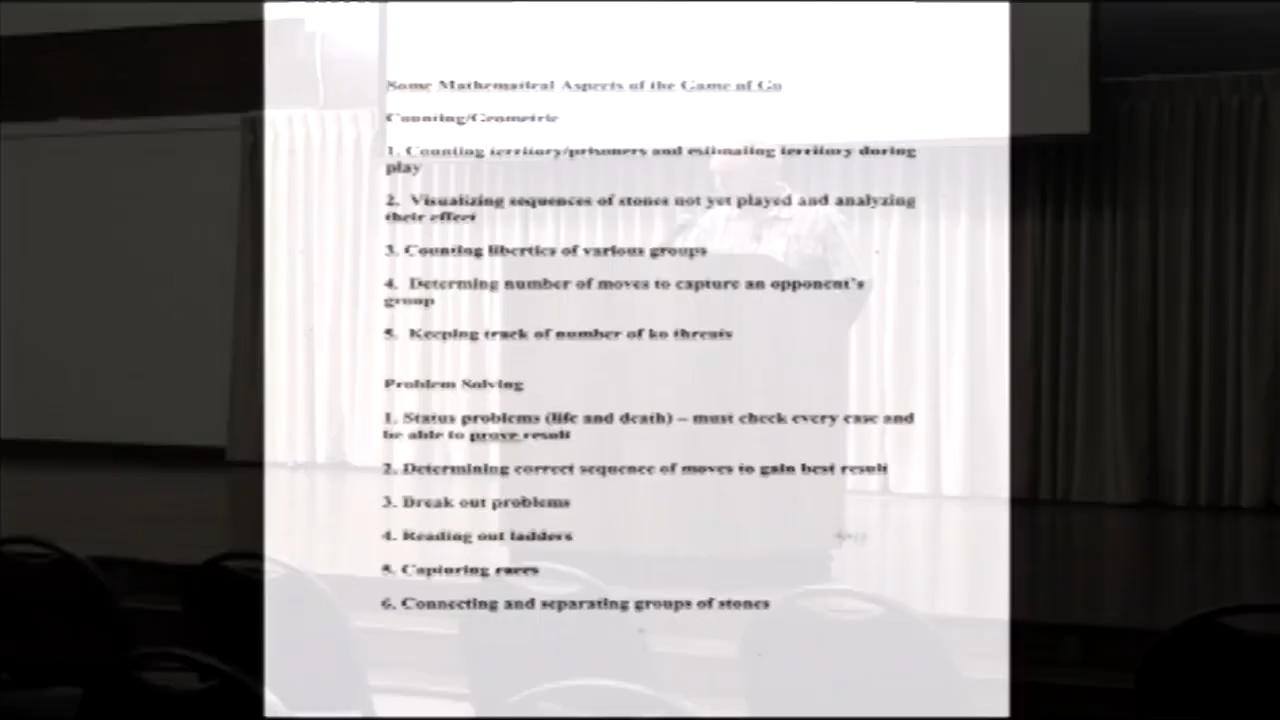 Some Mathematical Aspects of the Game of Go
Counting/Geometric
1. Counting territory/prisoners and estimating territory during
play
2. Visualizing sequences of stones not yet played and analyzing
their effect
3. Counting liberties of various groups
4. Determing number of moves to capture an opponent's
group
5. Keeping track of number of ko threats
Problem Solving
1. Status problems (life and death) – must check every case and
be able to prove result
2. Determining correct sequence of moves to gain best result
3. Break out problems
4. Reading out ladders
5. Capturing races
6. Connecting and separating groups of stones